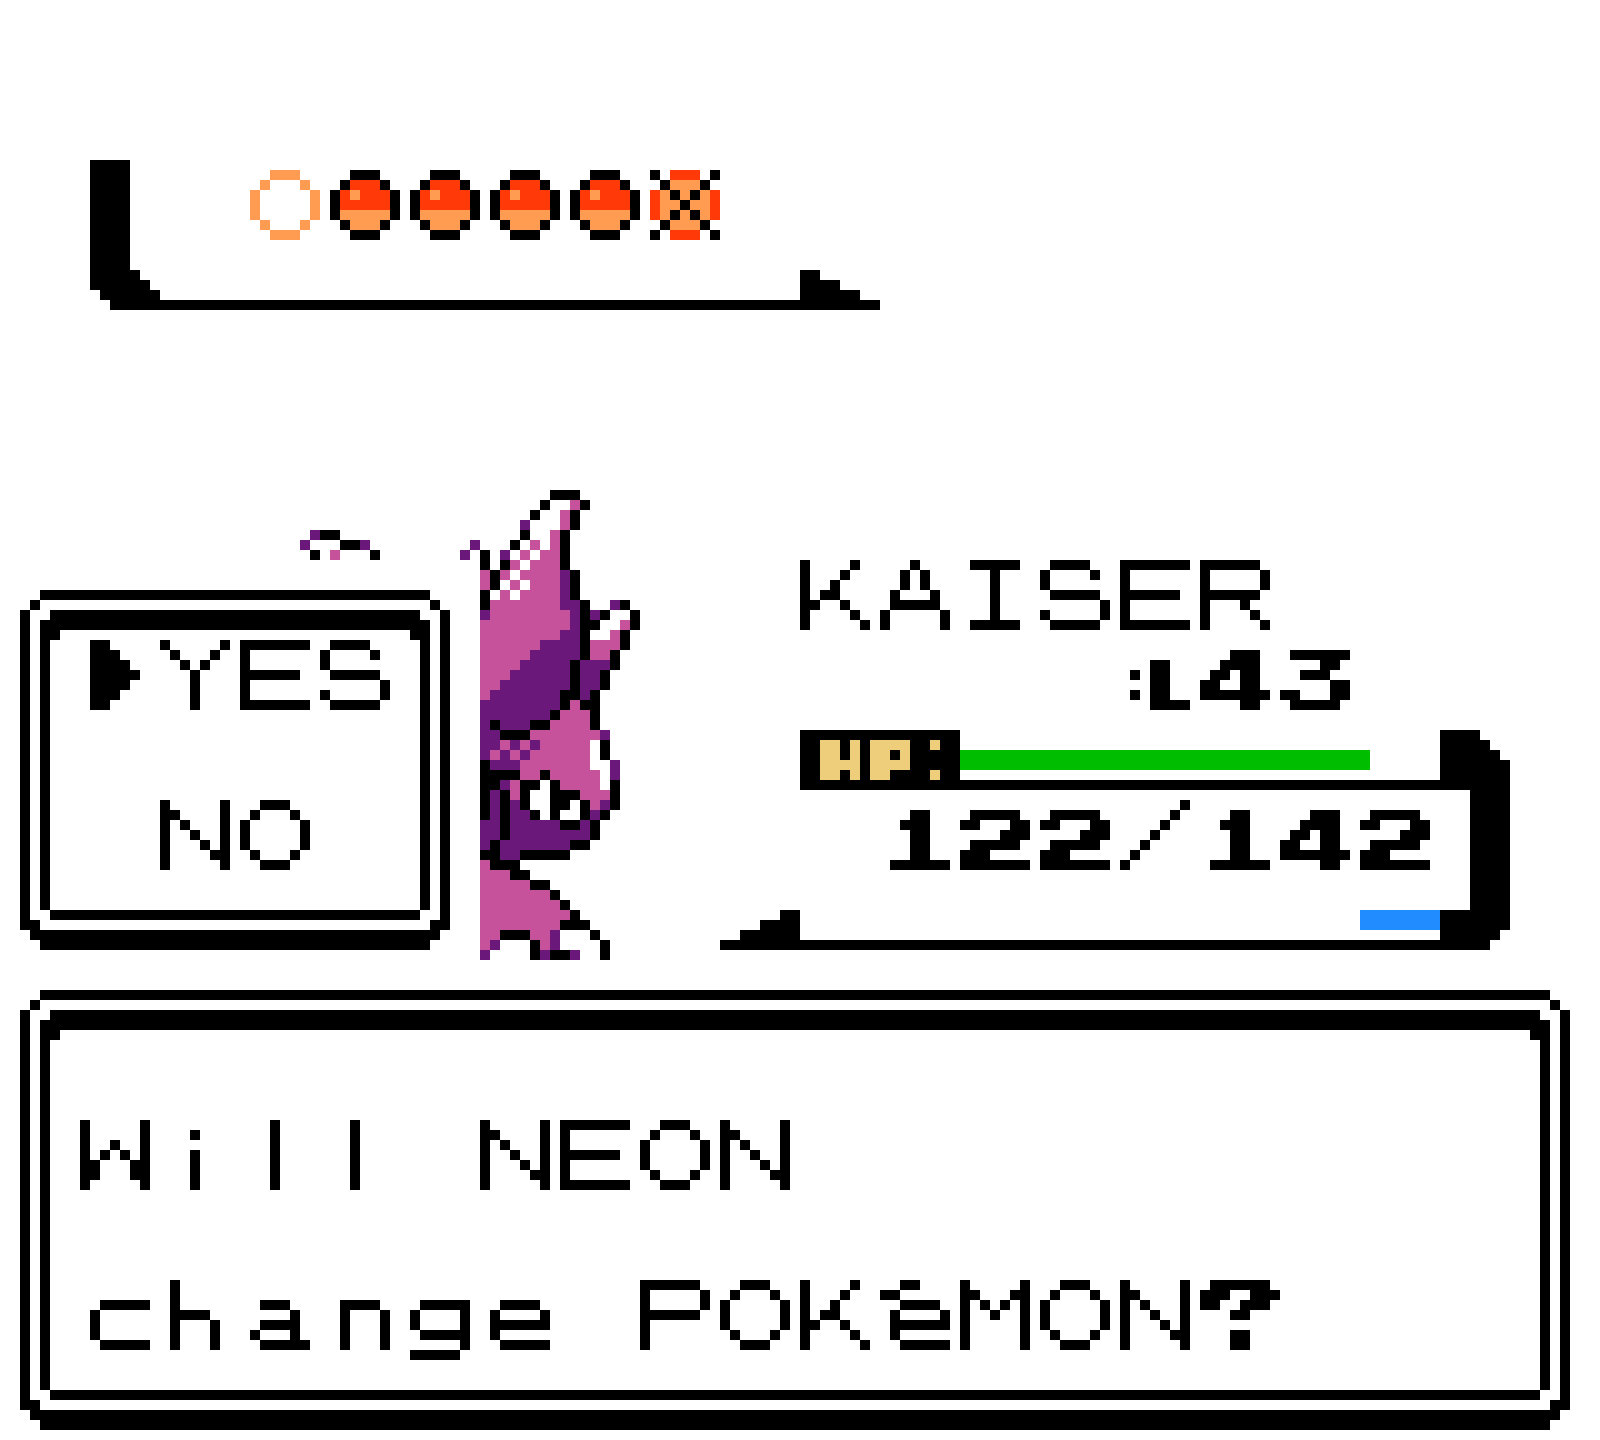 KAISER
:L43
HP:
122/142
▶YES
NO
Will NEON
change POKéMON?